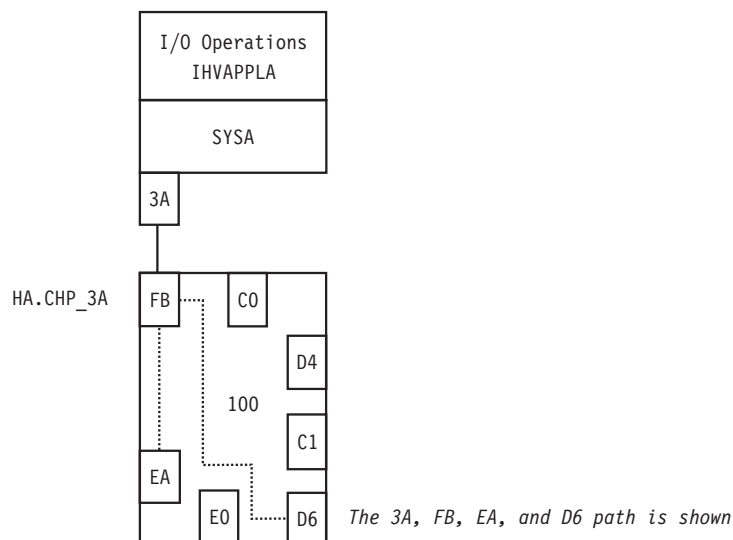 I/O Operations
IHVAPPLA
SYSA
3A
HA.CHP_3A
FB
C0
D4
100
C1
EA
E0
D6
The 3A, FB, EA, and D6 path is shown